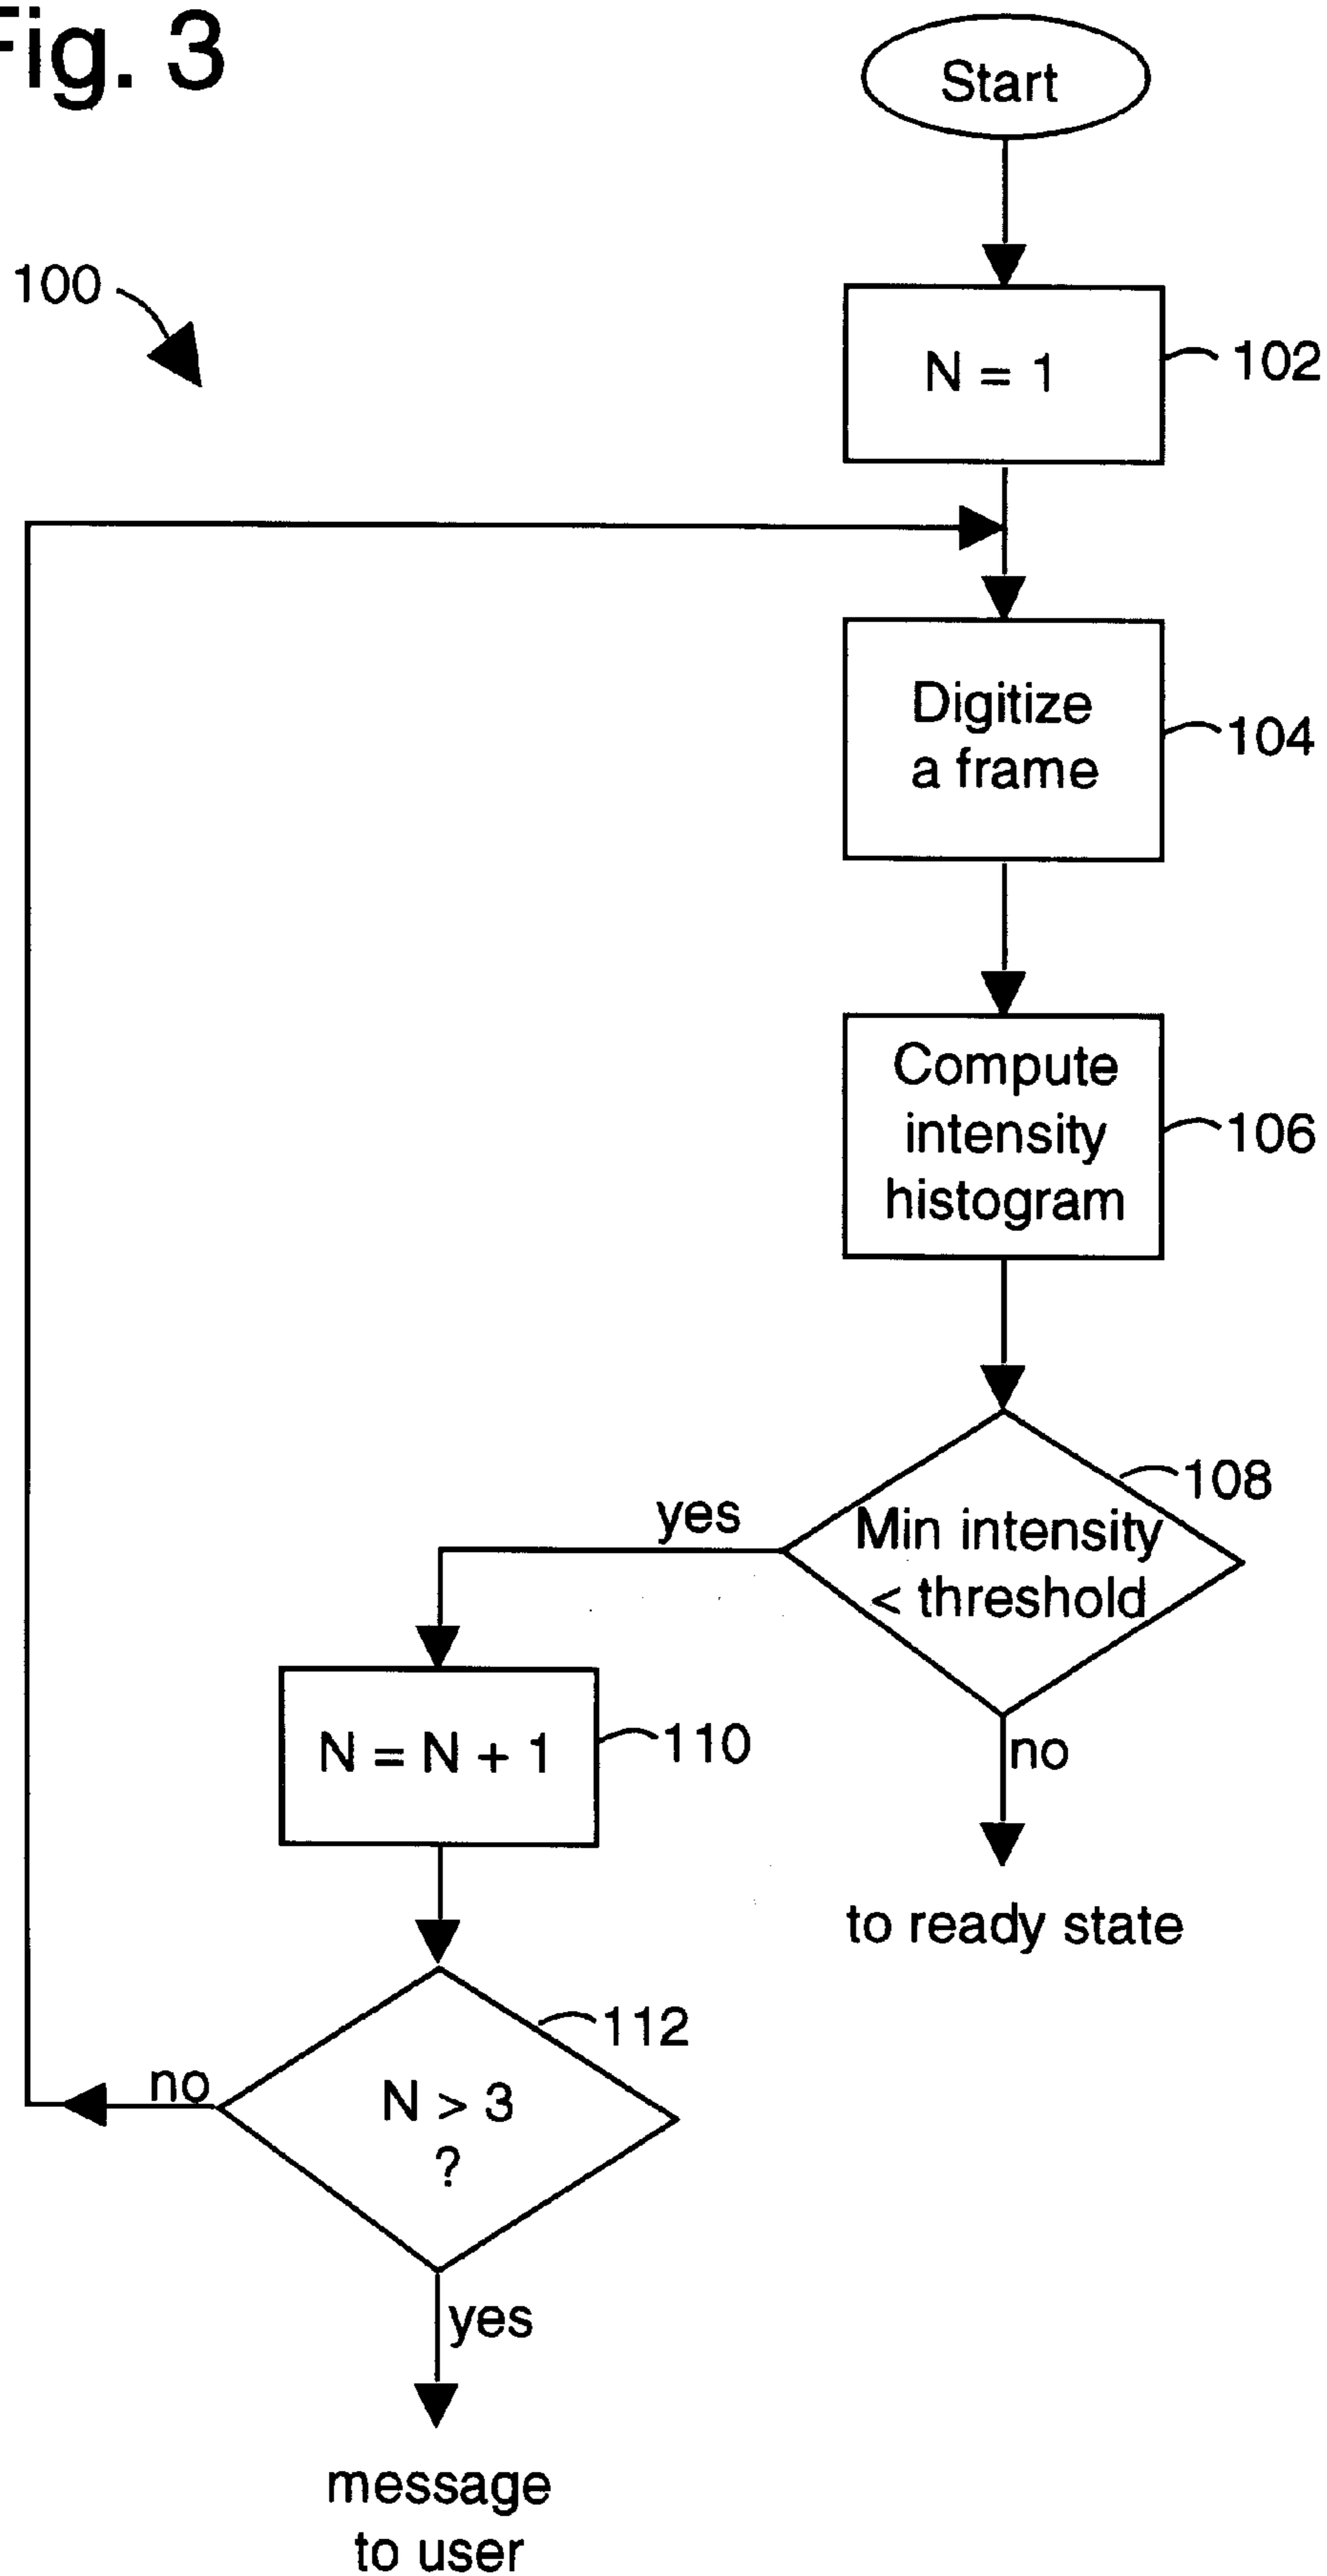 Fig. 3
Start
100
N = 1
102
Digitize
a frame
104
Compute
intensity
histogram
106
108
Min intensity
< threshold
yes
no
N = N + 1
110
to ready state
112
N > 3
?
no
yes
message
to user